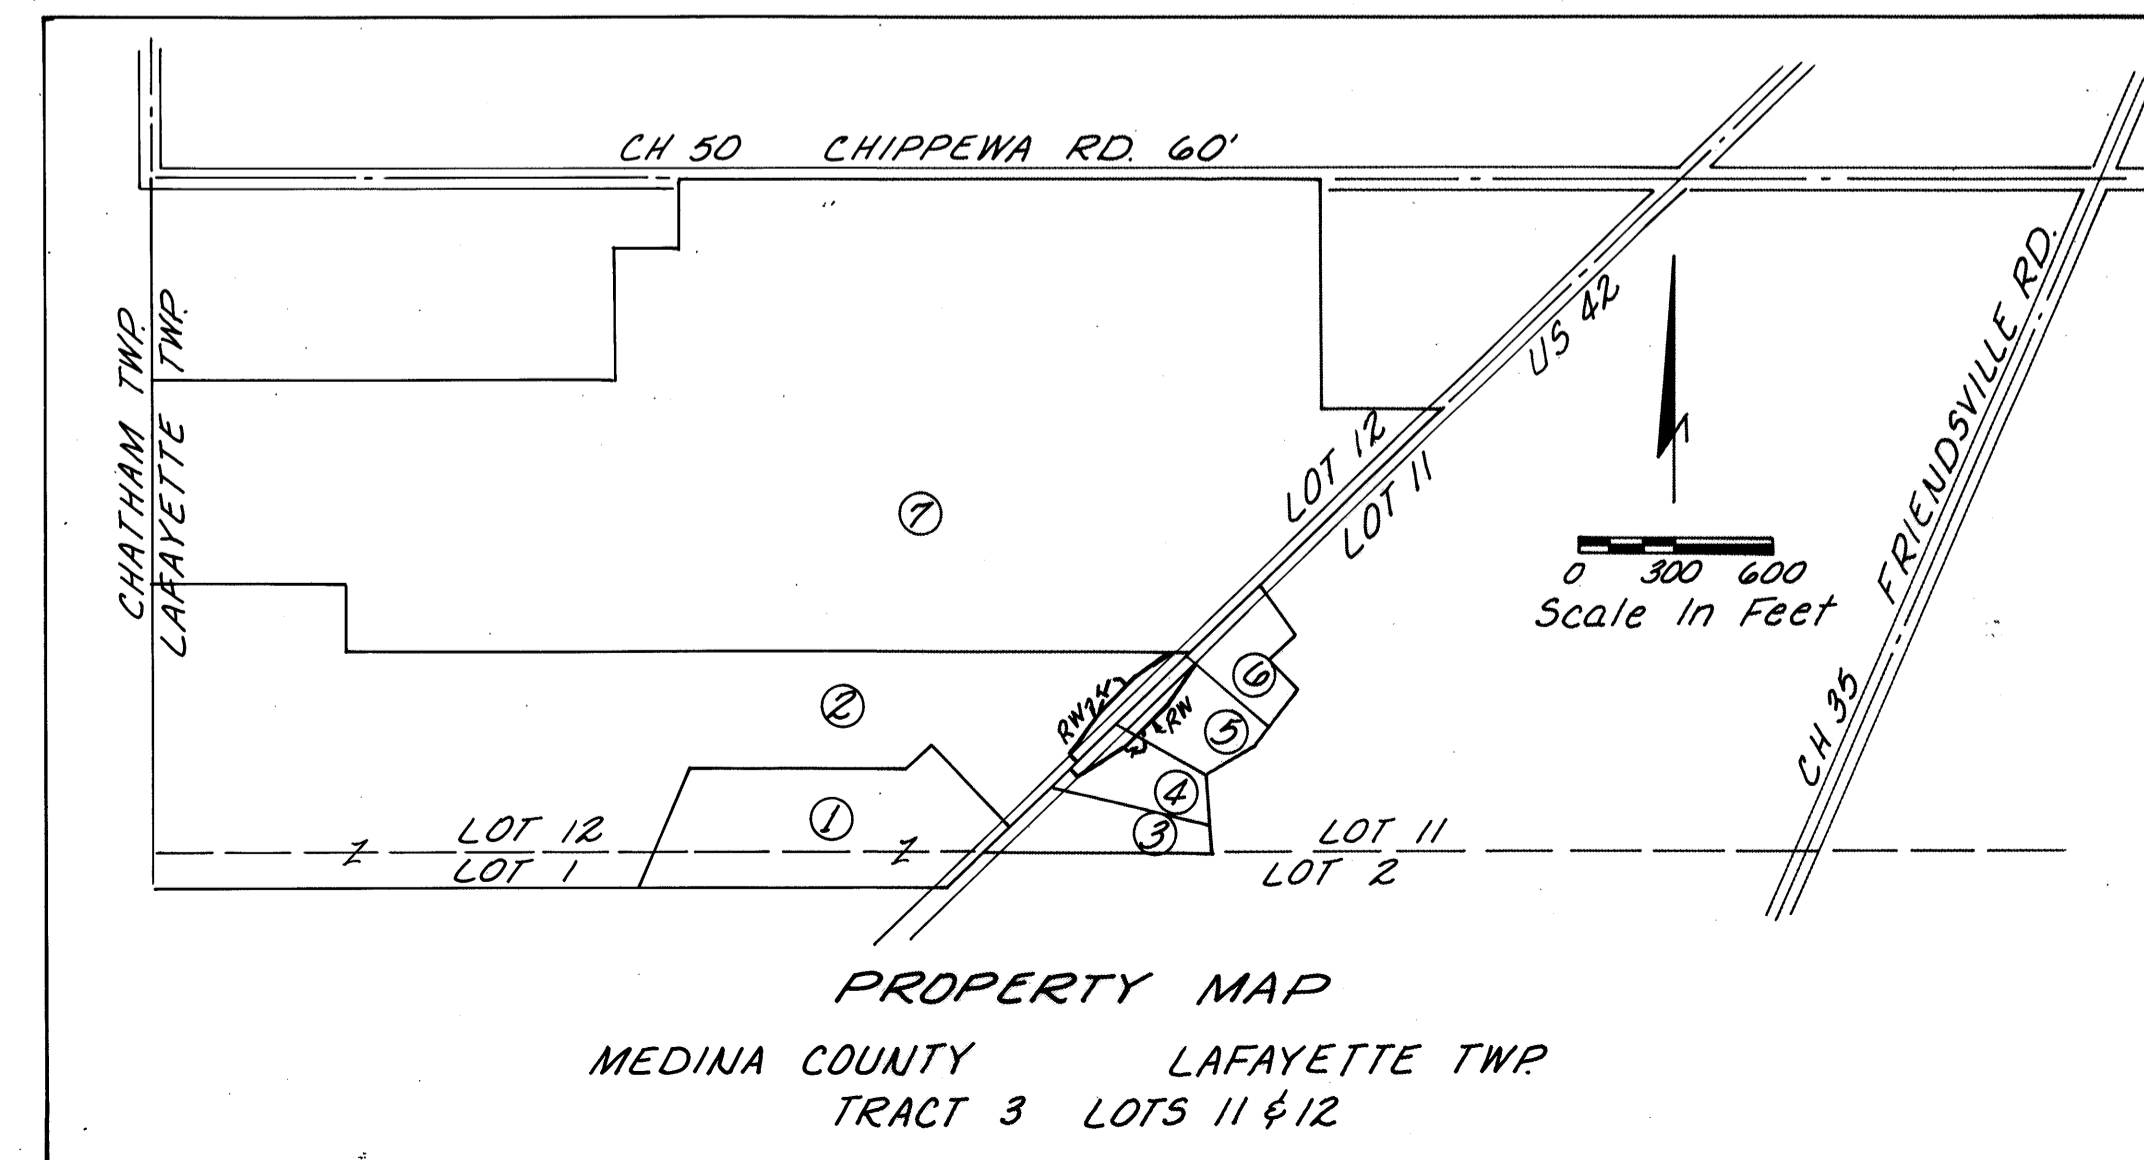 CH 50 CHIPPEWA RD. 60'
CHATHAM TWP.
LAFAYETTE TWP.
US 42
LOT 12
LOT 11
0 300 600
Scale In Feet
FRIENDSVILLE RD.
CH 35
7
6
2
RW
RW
5
4
1
3
LOT 12
LOT 1
LOT 11
LOT 2
PROPERTY MAP
MEDINA COUNTY LAFAYETTE TWP.
TRACT 3 LOTS 11 & 12